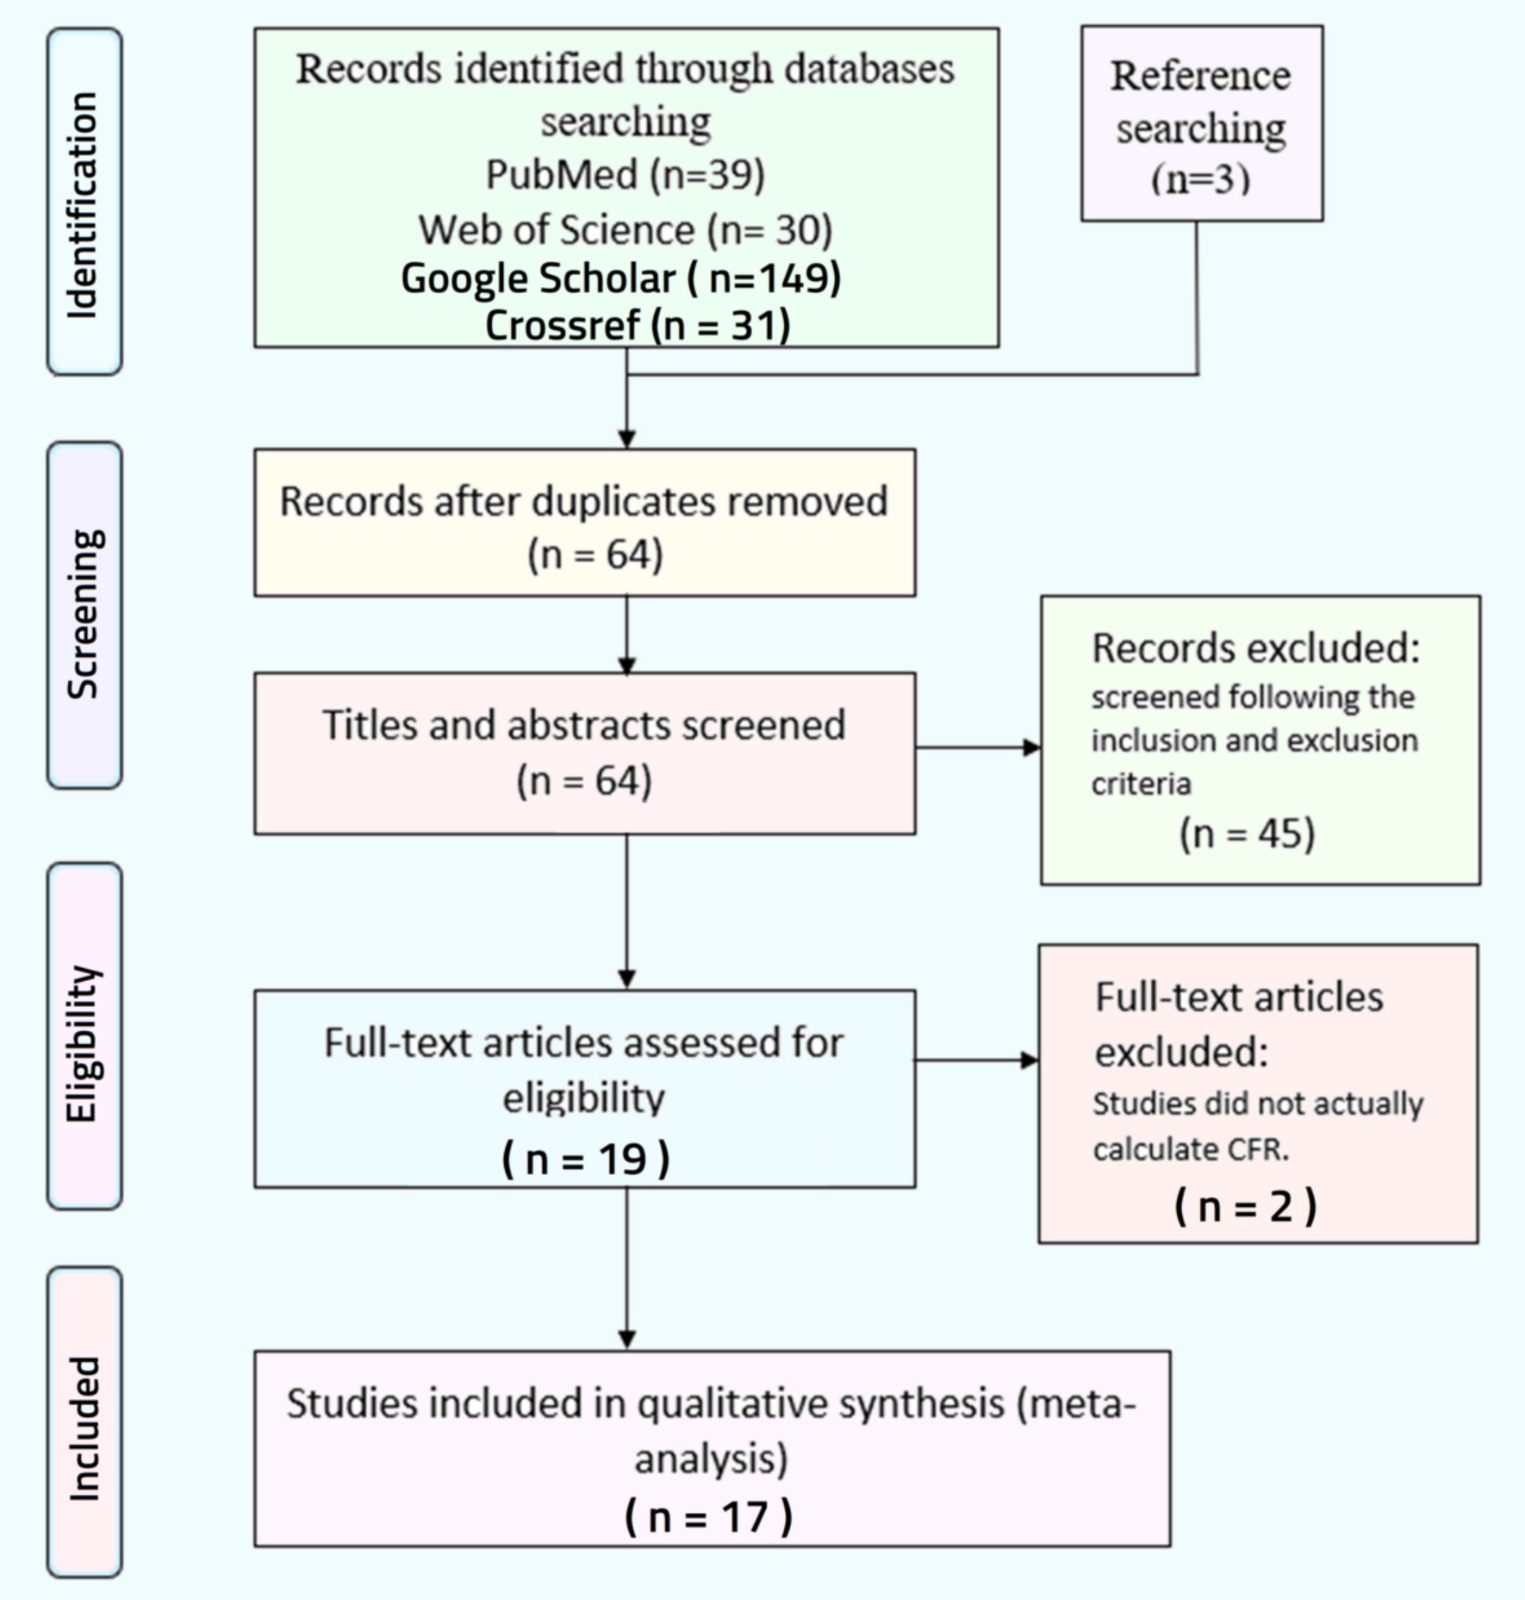 Identification
Records identified through databases
searching
PubMed (n=39)
Web of Science (n= 30)
Google Scholar ( n=149)
Crossref (n = 31)
Reference
searching
(n=3)
Screening
Records after duplicates removed
(n = 64)
Titles and abstracts screened
(n = 64)
Records excluded:
screened following the
inclusion and exclusion
criteria
(n = 45)
Eligibility
Full-text articles assessed for
eligibility
( n = 19 )
Full-text articles
excluded:
Studies did not actually
calculate CFR.
( n = 2 )
Included
Studies included in qualitative synthesis (meta-
analysis)
( n = 17 )